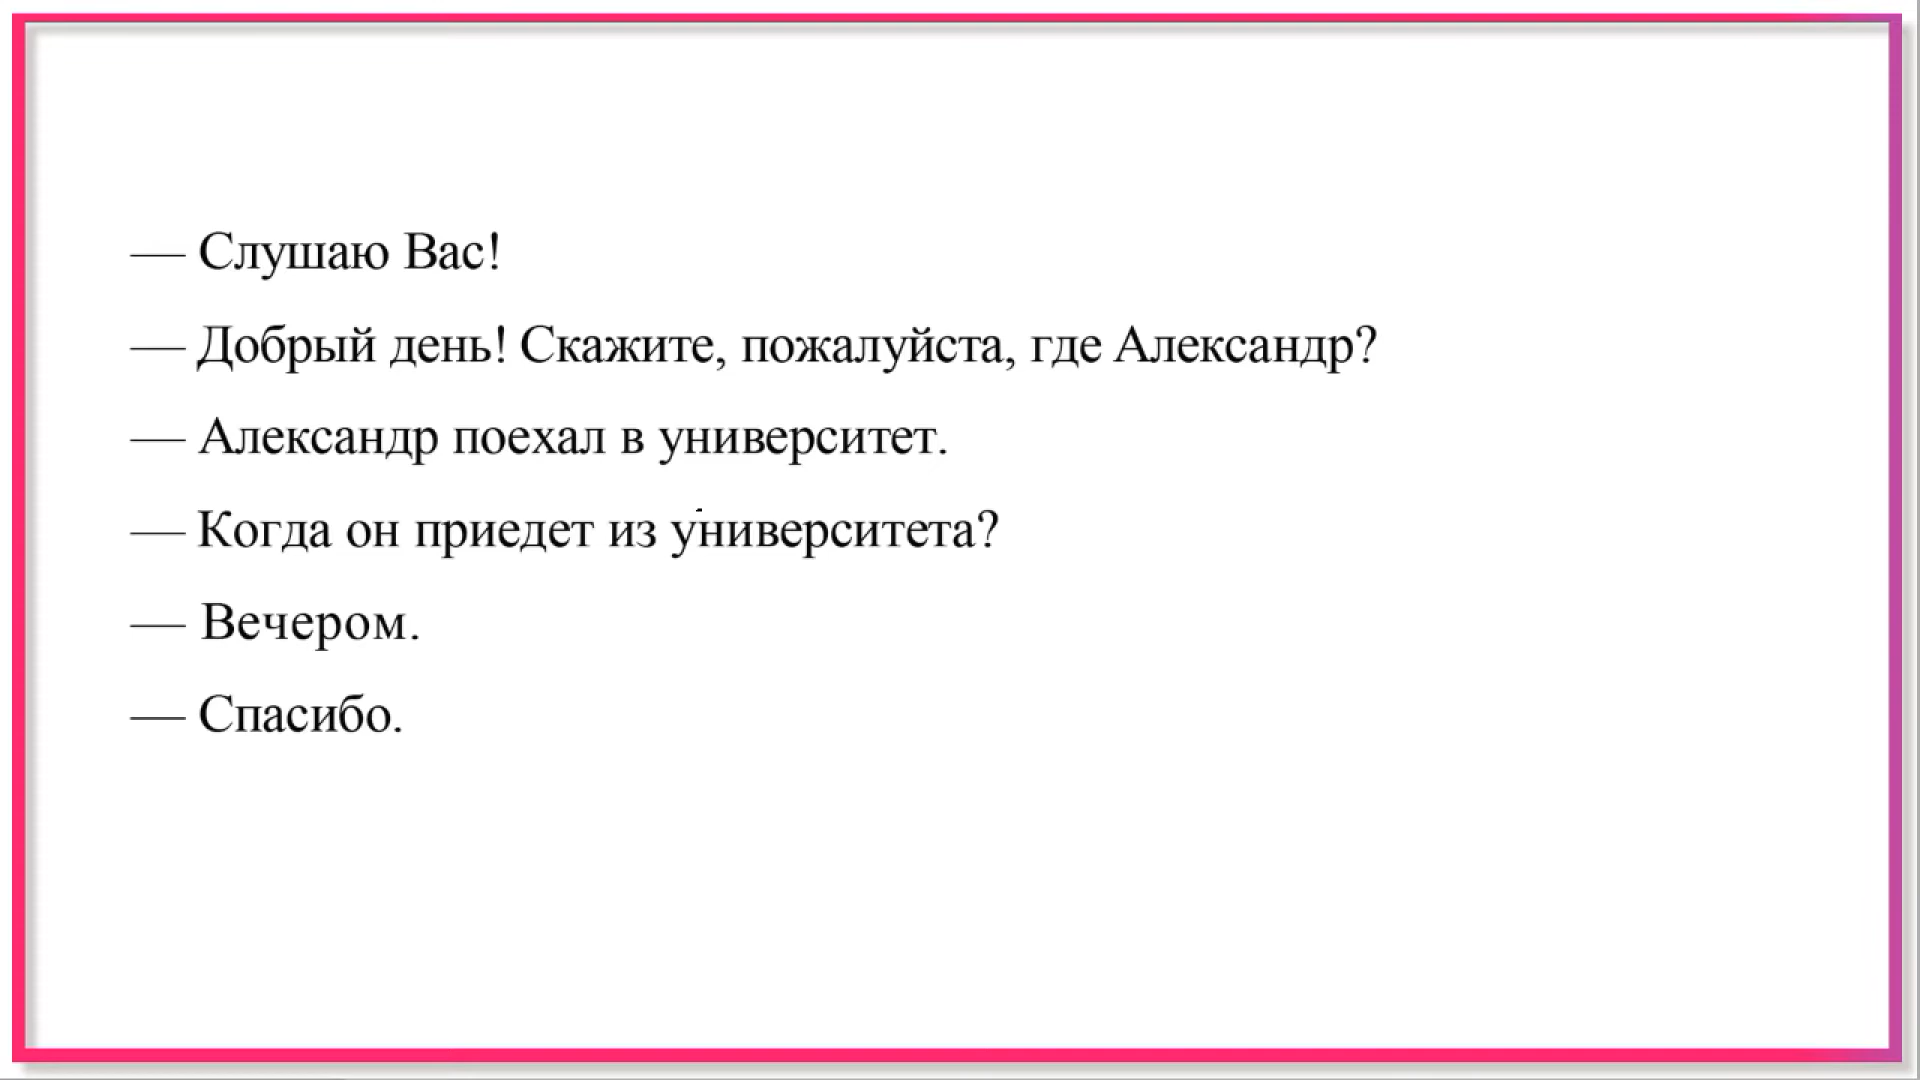 — Слушаю Вас!
— Добрый день! Скажите, пожалуйста, где Александр?
— Александр поехал в университет.
— Когда он приедет из университета?
— Вечером.
— Спасибо.